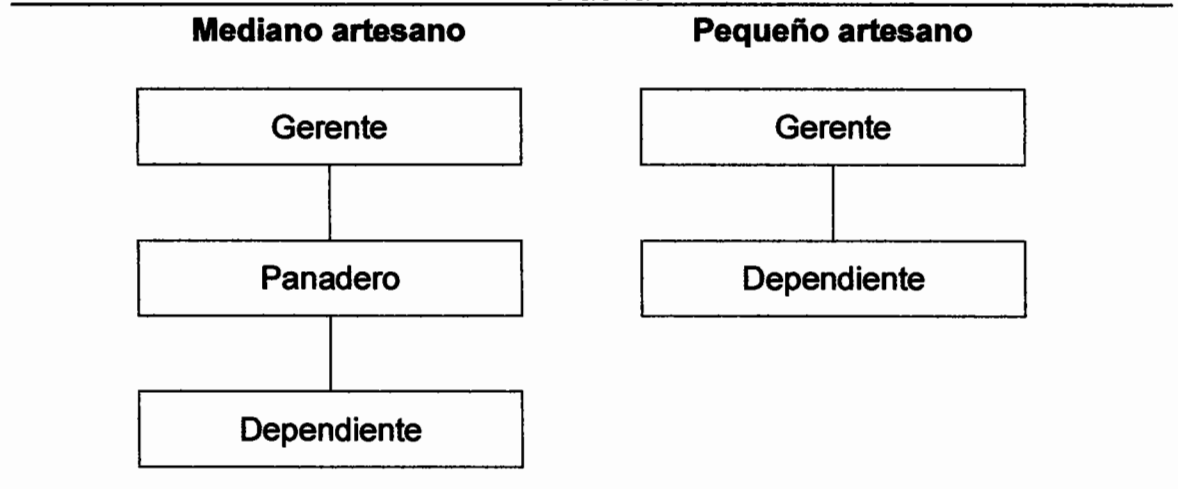 Mediano artesano
Gerente
Panadero
Dependiente
Pequeño artesano
Gerente
Dependiente